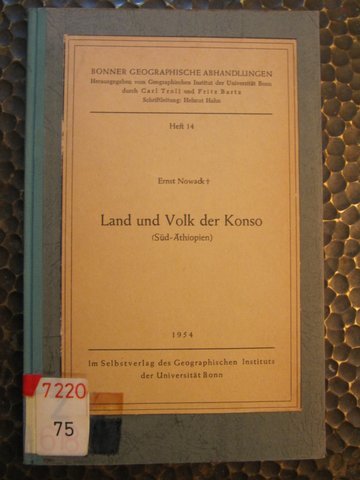 BONNER GEOGRAPHISCHE ABHANDLUNGEN
Herausgegeben vom Geographischen Institut der Universität Bonn
durch Carl Troll und Fritz Bartz
Schriftleitung: Helmut Hahn
Heft 14
Ernst Nowack †
Land und Volk der Konso
(Süd-Äthiopien)
1954
Im Selbstverlag des Geographischen Instituts
der Universität Bonn
7220
75